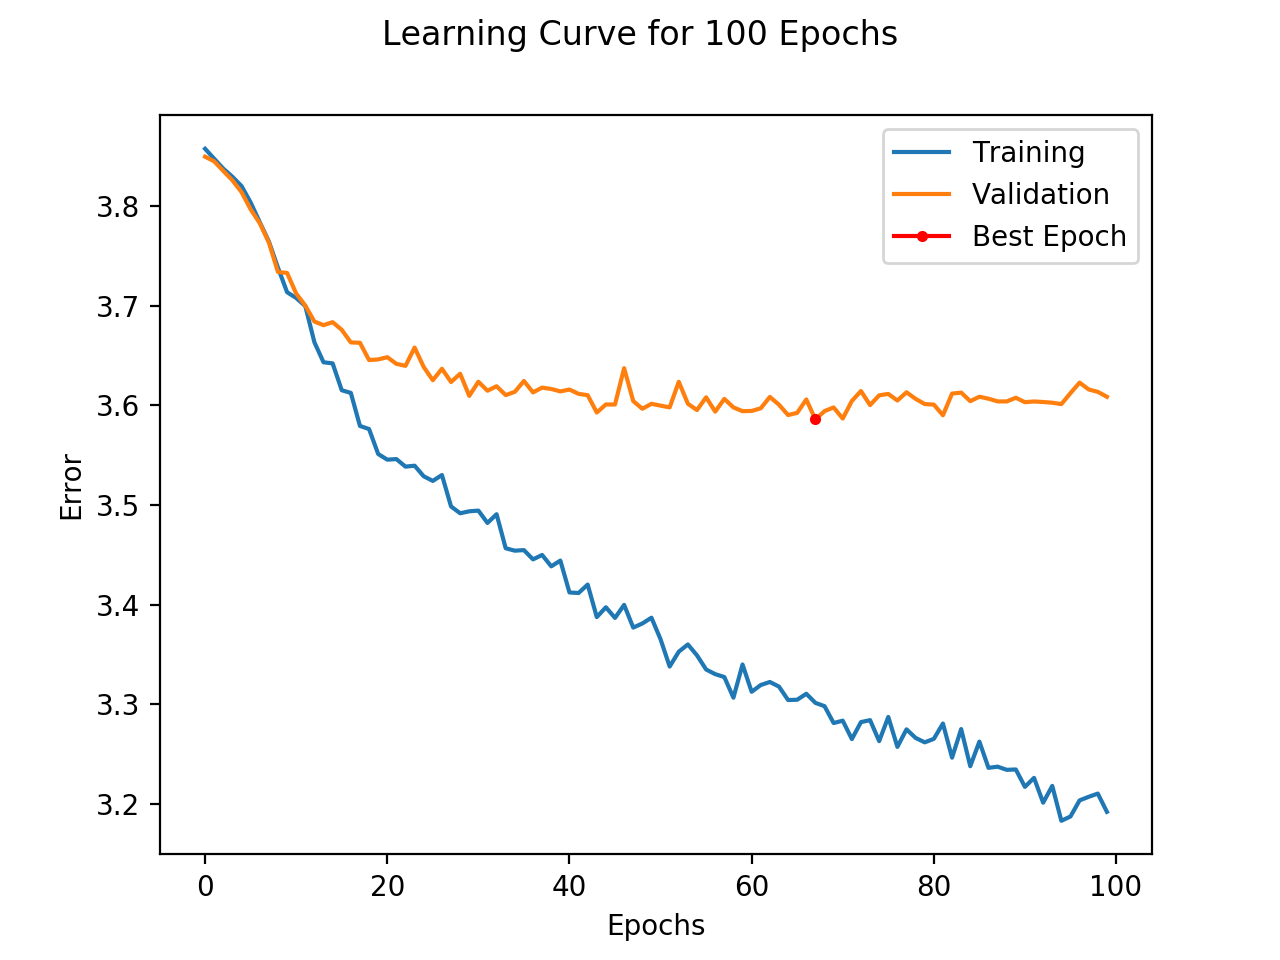 Learning Curve for 100 Epochs
Training
Validation
Best Epoch
3.8
3.7
3.6
3.5
3.4
3.3
3.2
Error
0 20 40 60 80 100
Epochs